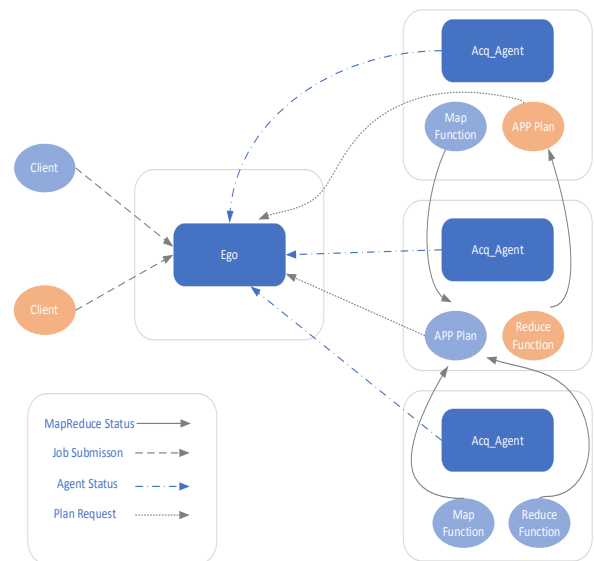 Acq_Agent
Map
Function
APP Plan
Client
Ego
Acq_Agent
Client
APP Plan
Reduce
Function
MapReduce Status
Job Submisson
Agent Status
Plan Request
Acq_Agent
Map
Function
Reduce
Function